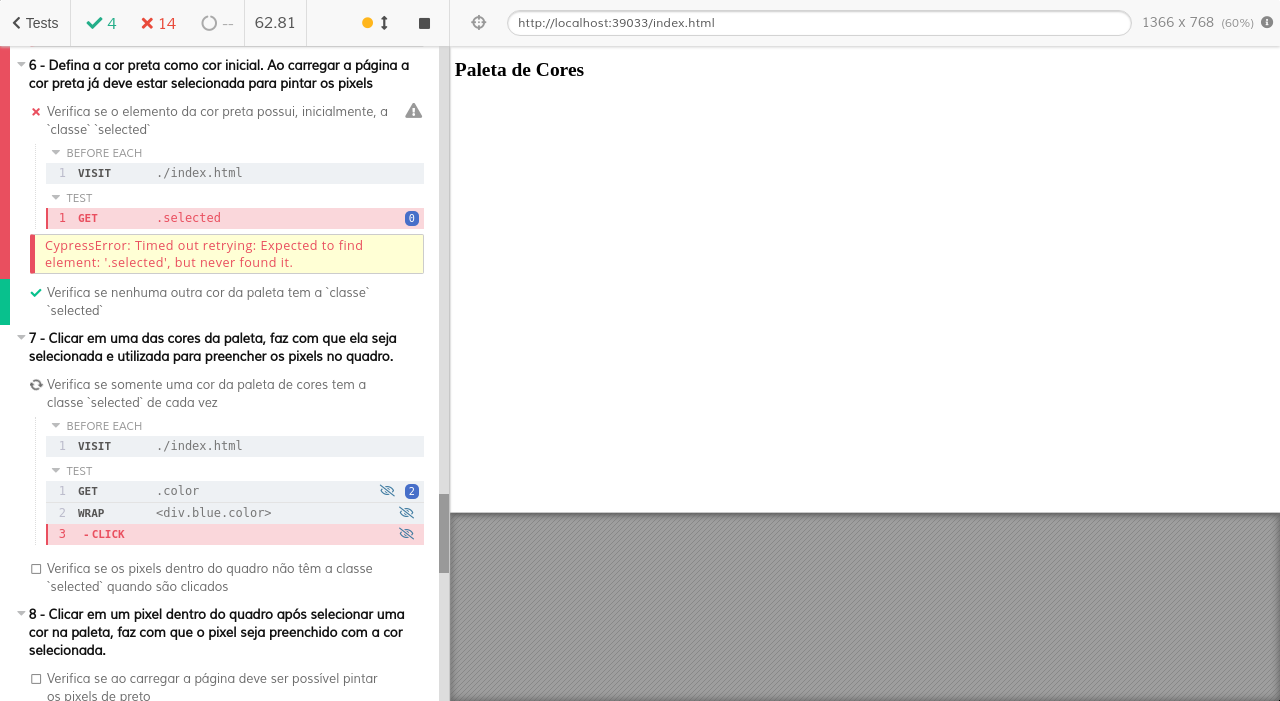 Tests 4 14 -- 62.81
http://localhost:39033/index.html 1366 x 768 (60%)
6 - Defina a cor preta como cor inicial. Ao carregar a página a
cor preta já deve estar selecionada para pintar os pixels
Verifica se o elemento da cor preta possui, inicialmente, a
`classe` `selected`
BEFORE EACH
1 VISIT ./index.html
TEST
1 GET .selected 0
CypressError: Timed out retrying: Expected to find
element: '.selected', but never found it.
Verifica se nenhuma outra cor da paleta tem a `classe`
`selected`
7 - Clicar em uma das cores da paleta, faz com que ela seja
selecionada e utilizada para preencher os pixels no quadro.
Verifica se somente uma cor da paleta de cores tem a
classe `selected` de cada vez
BEFORE EACH
1 VISIT ./index.html
TEST
1 GET .color 2
2 WRAP <div.blue.color>
3 - CLICK
Verifica se os pixels dentro do quadro não têm a classe
`selected` quando são clicados
8 - Clicar em um pixel dentro do quadro após selecionar uma
cor na paleta, faz com que o pixel seja preenchido com a cor
selecionada.
Verifica se ao carregar a página deve ser possível pintar
os pixels de preto
Paleta de Cores